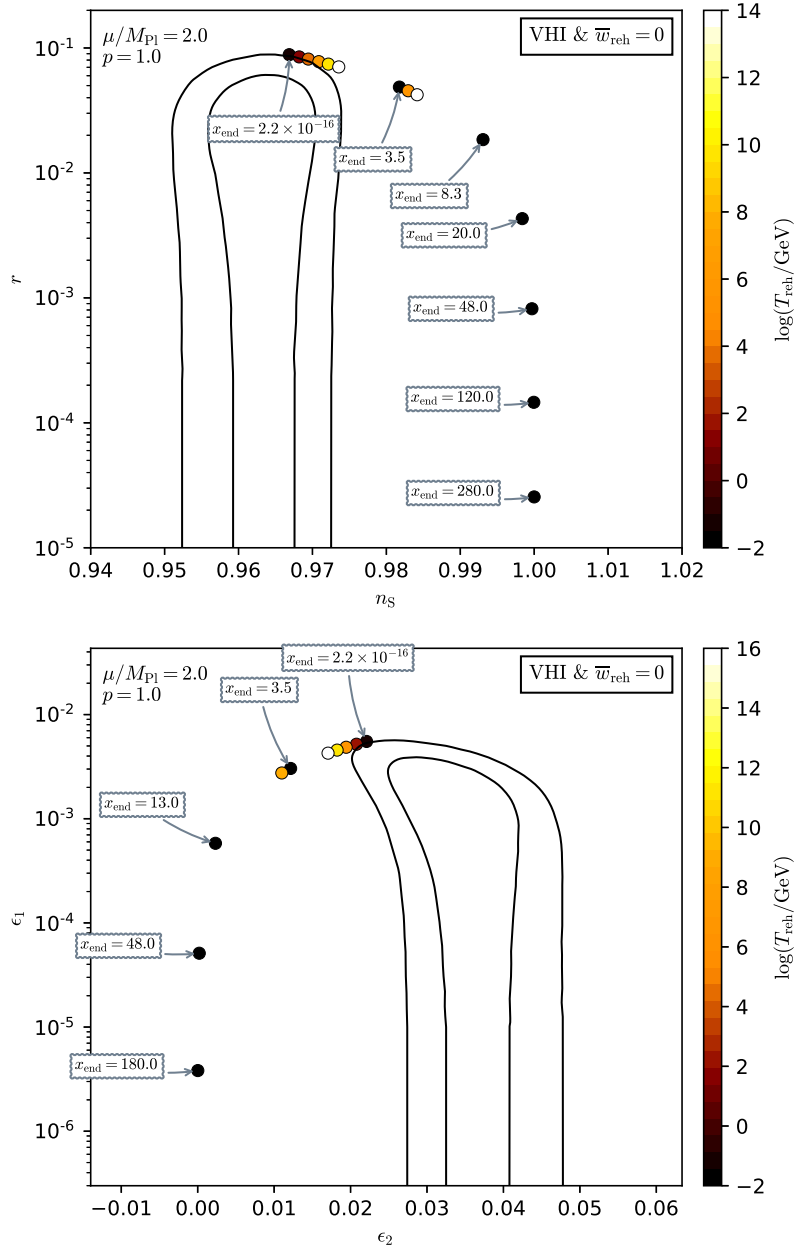 μ/M_Pl = 2.0
p = 1.0
VHI & w̅_reh = 0
x_end = 2.2 × 10^-16
x_end = 3.5
x_end = 8.3
x_end = 20.0
x_end = 48.0
x_end = 120.0
x_end = 280.0
10^-1
10^-2
10^-3
10^-4
10^-5
r
0.94 0.95 0.96 0.97 0.98 0.99 1.00 1.01 1.02
n_S
14
12
10
8
6
4
2
0
−2
log(T_reh/GeV)
μ/M_Pl = 2.0
p = 1.0
VHI & w̅_reh = 0
x_end = 2.2 × 10^-16
x_end = 3.5
x_end = 13.0
x_end = 48.0
x_end = 180.0
10^-2
10^-3
10^-4
10^-5
10^-6
ϵ_1
−0.01 0.00 0.01 0.02 0.03 0.04 0.05 0.06
ϵ_2
16
14
12
10
8
6
4
2
0
−2
log(T_reh/GeV)